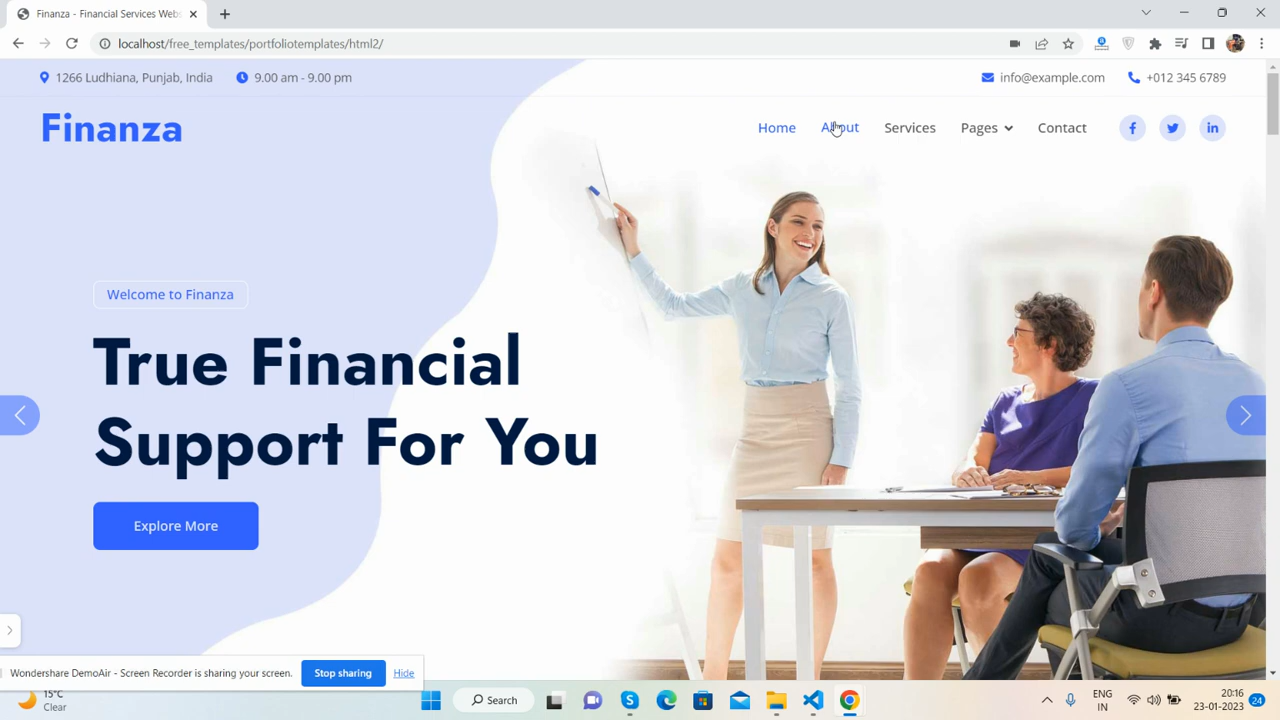 Finanza - Financial Services Webs
localhost/free_templates/portfoliotemplates/html2/
1266 Ludhiana, Punjab, India
9.00 am - 9.00 pm
info@example.com
+012 345 6789
Finanza
Home
About
Services
Pages
Contact
Welcome to Finanza
True Financial
Support For You
Explore More
Wondershare DemoAir - Screen Recorder is sharing your screen.
Stop sharing
Hide
15°C
Clear
Search
ENG
IN
20:16
23-01-2023
24